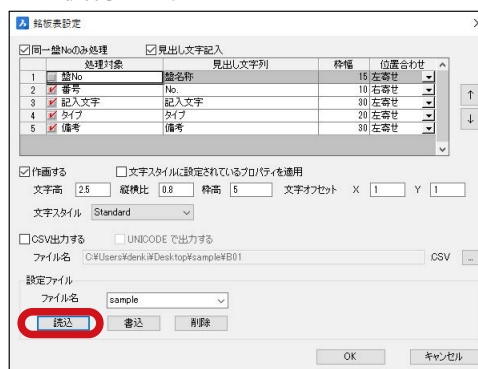 銘板表設定
同一盤Noのみ処理 見出し文字記入
処理対象 見出し文字列 枠幅 位置合わせ
1 盤No 盤名称 15 左寄せ
2 番号 No. 10 右寄せ
3 記入文字 記入文字 30 左寄せ
4 タイプ タイプ 20 左寄せ
5 備考 備考 30 左寄せ
作画する 文字スタイルに設定されているプロパティを適用
文字高 2.5 縦横比 0.8 枠高 5 文字オフセット X 1 Y 1
文字スタイル Standard
CSV出力する UNICODE で出力する
ファイル名 C:¥Users¥denki¥Desktop¥sample¥B01 .CSV ...
設定ファイル
ファイル名 sample
読込 書込 削除
OK キャンセル